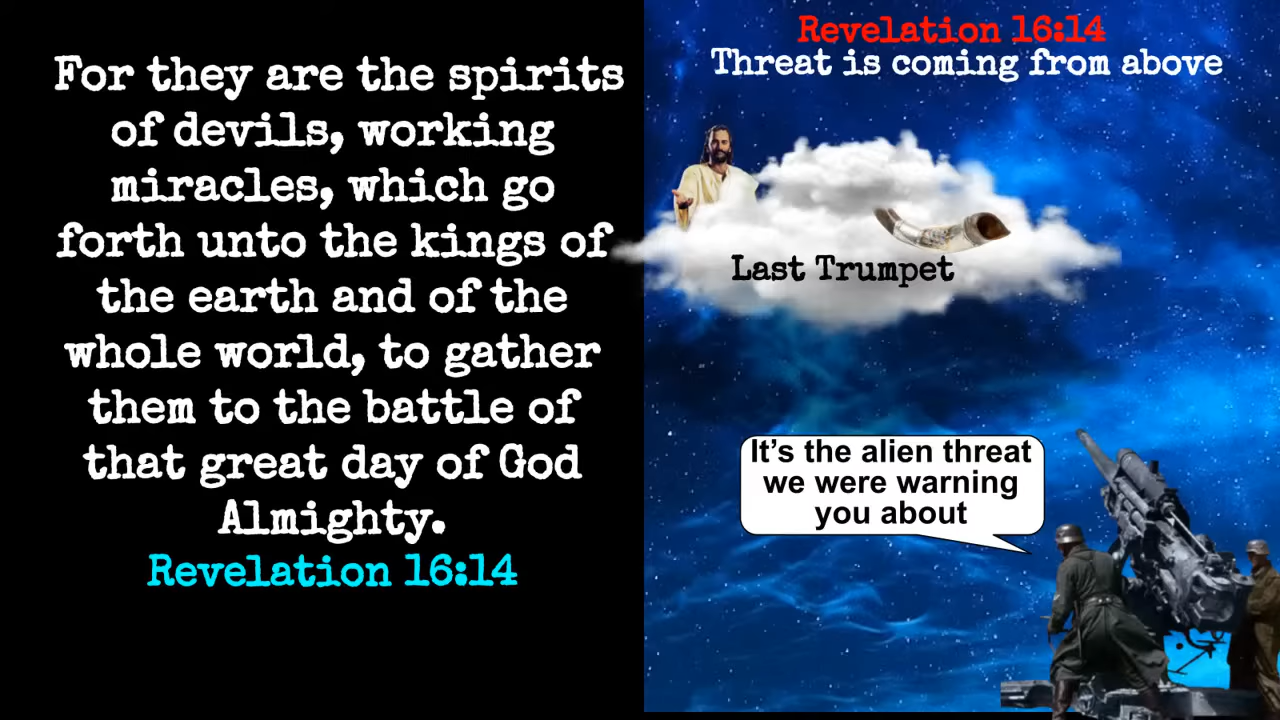 For they are the spirits
of devils, working
miracles, which go
forth unto the kings of
the earth and of the
whole world, to gather
them to the battle of
that great day of God
Almighty.
Revelation 16:14
Revelation 16:14
Threat is coming from above
Last Trumpet
It's the alien threat
we were warning
you about